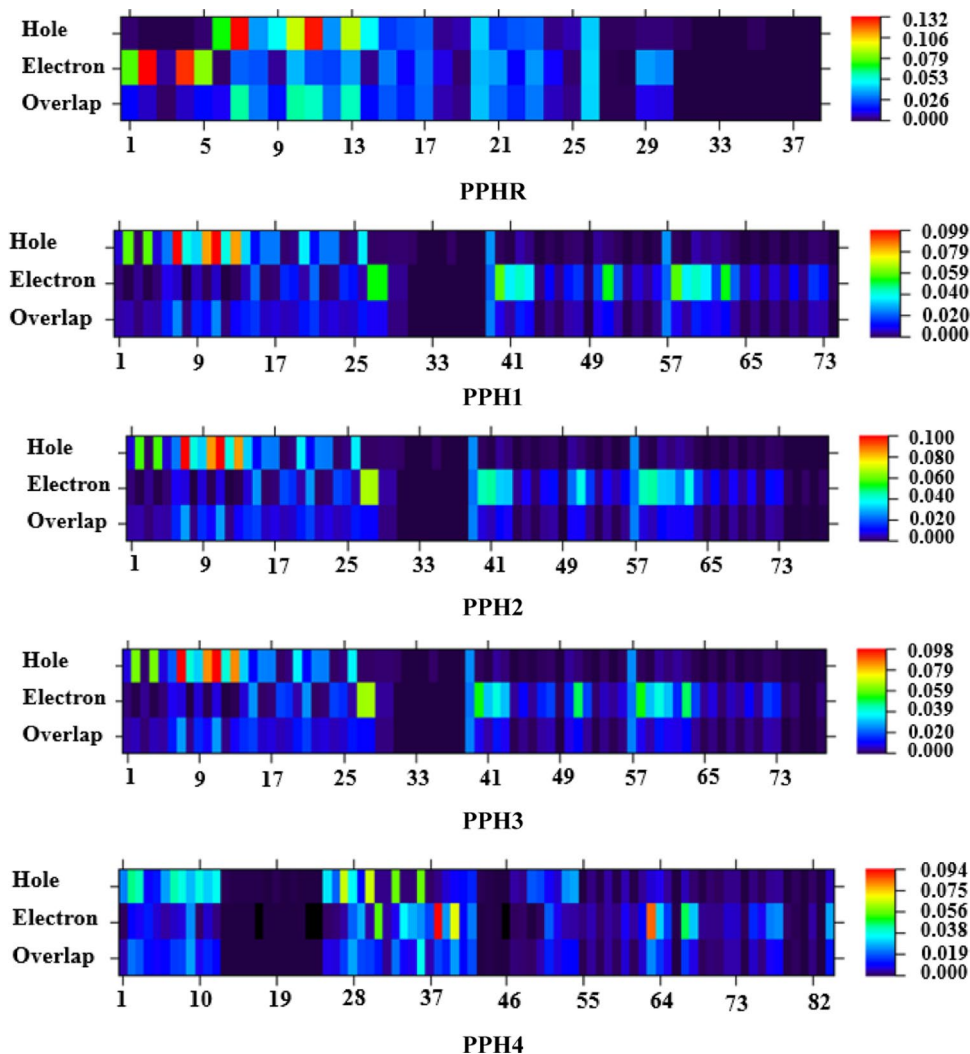 Hole
Electron
Overlap
0.132
0.106
0.079
0.053
0.026
0.000
1 5 9 13 17 21 25 29 33 37
PPHR
Hole
Electron
Overlap
0.099
0.079
0.059
0.040
0.020
0.000
1 9 17 25 33 41 49 57 65 73
PPH1
Hole
Electron
Overlap
0.100
0.080
0.060
0.040
0.020
0.000
1 9 17 25 33 41 49 57 65 73
PPH2
Hole
Electron
Overlap
0.098
0.079
0.059
0.039
0.020
0.000
1 9 17 25 33 41 49 57 65 73
PPH3
Hole
Electron
Overlap
0.094
0.075
0.056
0.038
0.019
0.000
1 10 19 28 37 46 55 64 73 82
PPH4